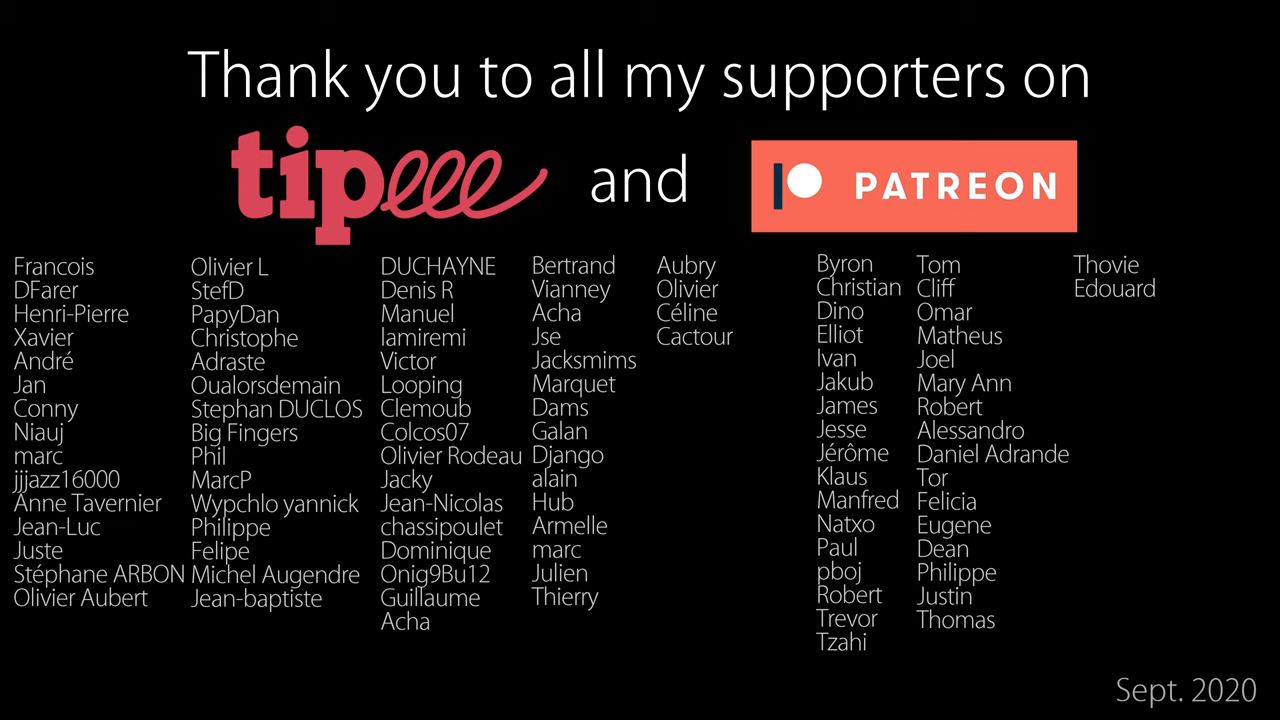 Thank you to all my supporters on
tipeee and PATREON
Francois
DFarer
Henri-Pierre
Xavier
André
Jan
Conny
Niauj
marc
jjjazz16000
Anne Tavernier
Jean-Luc
Juste
Stéphane ARBON
Olivier Aubert
Olivier L
StefD
PapyDan
Christophe
Adraste
Oualorsdemain
Stephan DUCLOS
Big Fingers
Phil
MarcP
Wypchlo yannick
Philippe
Felipe
Michel Augendre
Jean-baptiste
DUCHAYNE
Denis R
Manuel
lamiremi
Victor
Looping
Clemoub
Colcos07
Olivier Rodeau
Jacky
Jean-Nicolas
chassipoulet
Dominique
Onig9Bu12
Guillaume
Acha
Bertrand
Vianney
Acha
Jse
Jacksmims
Marquet
Dams
Galan
Django
alain
Hub
Armelle
marc
Julien
Thierry
Aubry
Olivier
Céline
Cactour
Byron
Christian
Dino
Elliot
Ivan
Jakub
James
Jesse
Jérôme
Klaus
Manfred
Natxo
Paul
pboj
Robert
Trevor
Tzahi
Tom
Cliff
Omar
Matheus
Joel
Mary Ann
Robert
Alessandro
Daniel Adrande
Tor
Felicia
Eugene
Dean
Philippe
Justin
Thomas
Thovie
Edouard
Sept. 2020